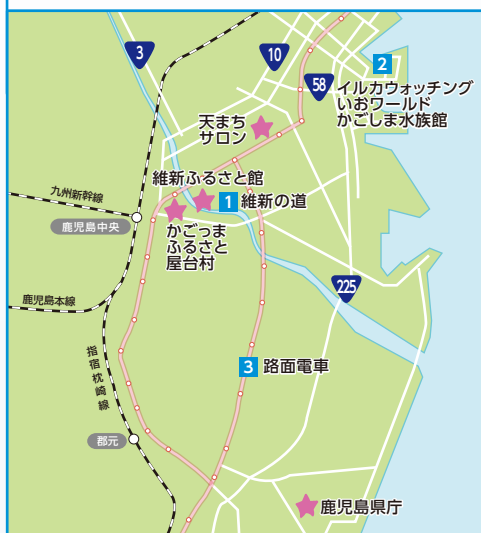 3
10
58
2
イルカウォッチング
いおワールド
かごしま水族館
天まち
サロン
維新ふるさと館
1 維新の道
九州新幹線
鹿児島中央
かごっま
ふるさと
屋台村
225
鹿児島本線
指宿枕崎線
3 路面電車
郡元
鹿児島県庁